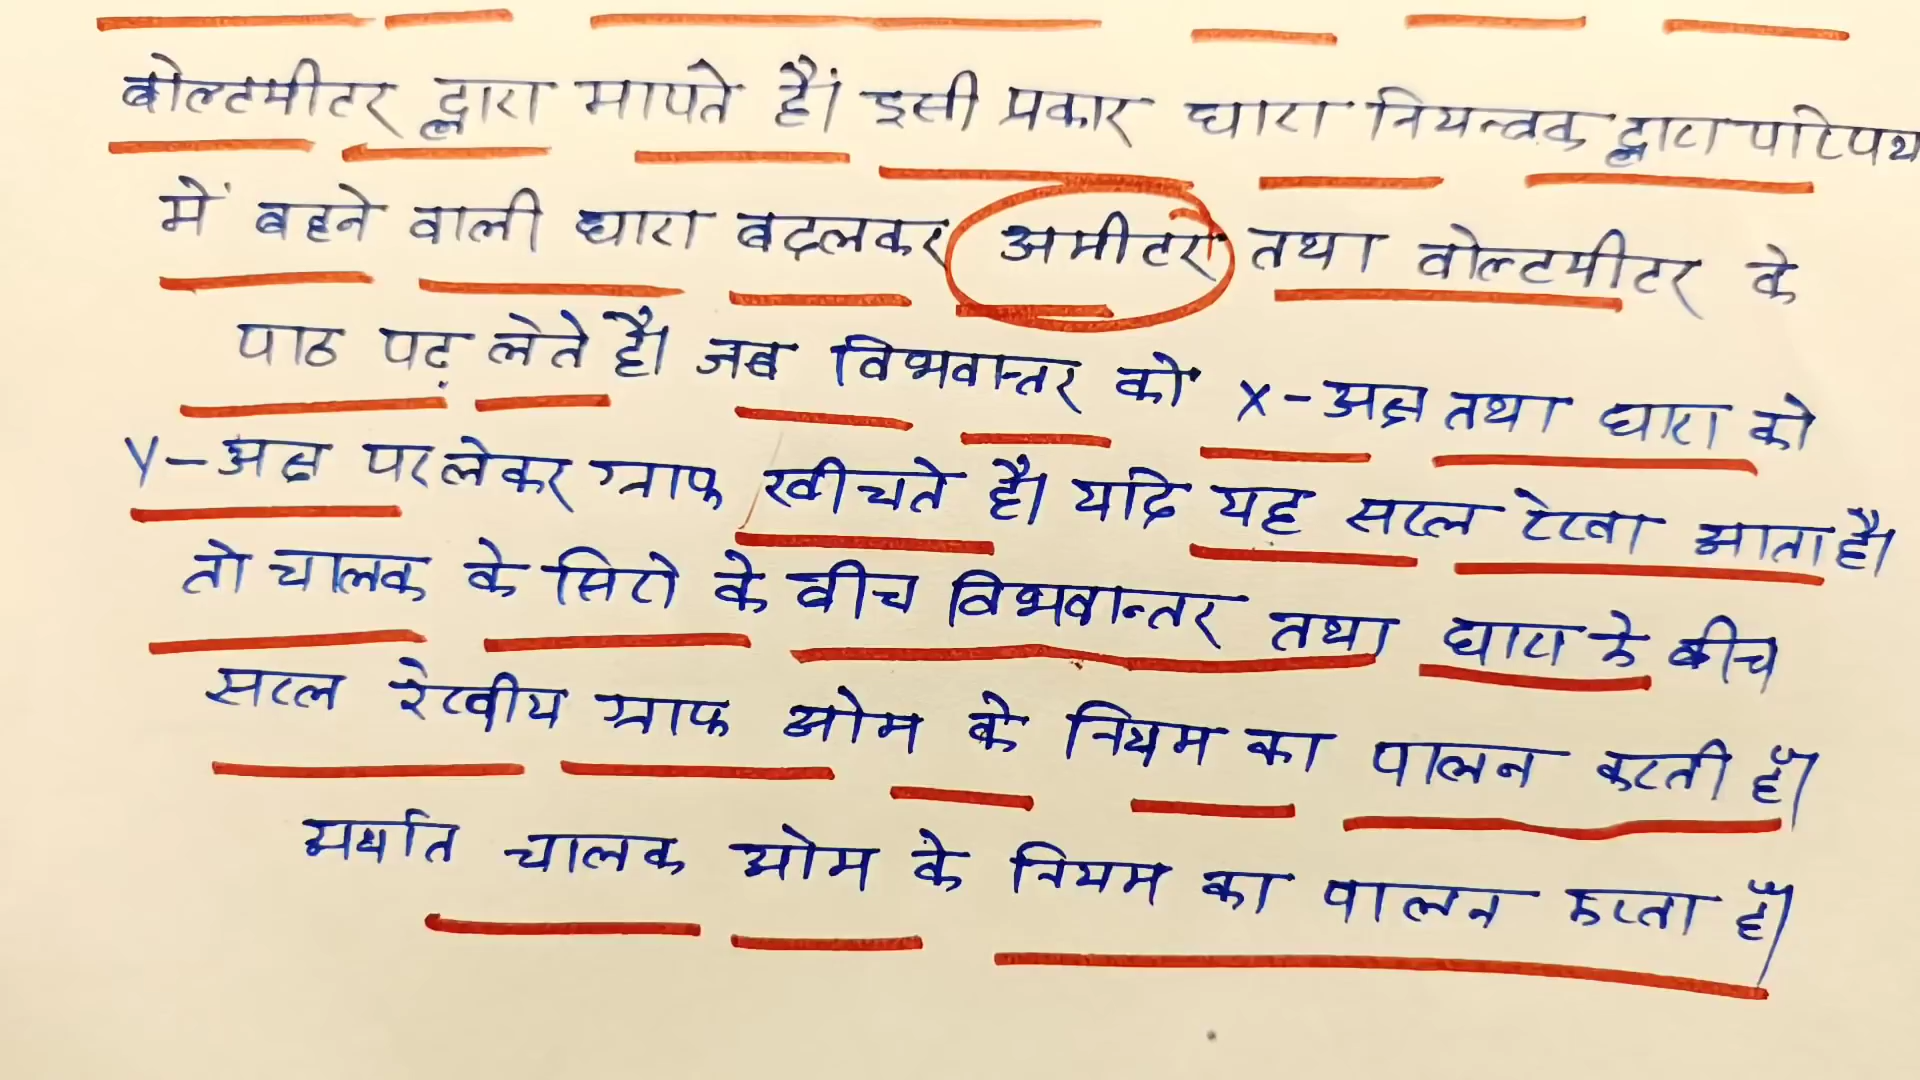 वोल्टमीटर द्वारा मापते हैं। इसी प्रकार धारा नियन्त्रक द्वारा परिपथ
में बहने वाली धारा बदलकर अमीटर तथा वोल्टमीटर के
पाठ पढ़ लेते है। जब विभवान्तर को x-अक्ष तथा धारा को
y-अक्ष पर लेकर ग्राफ खींचते है। यदि यह सरल रेखा आता है।
तो चालक के सिरो के बीच विभवान्तर तथा धारा के बीच
सरल रेखीय ग्राफ ओम के नियम का पालन करती है।
अर्थात चालक ओम के नियम का पालन करता है।